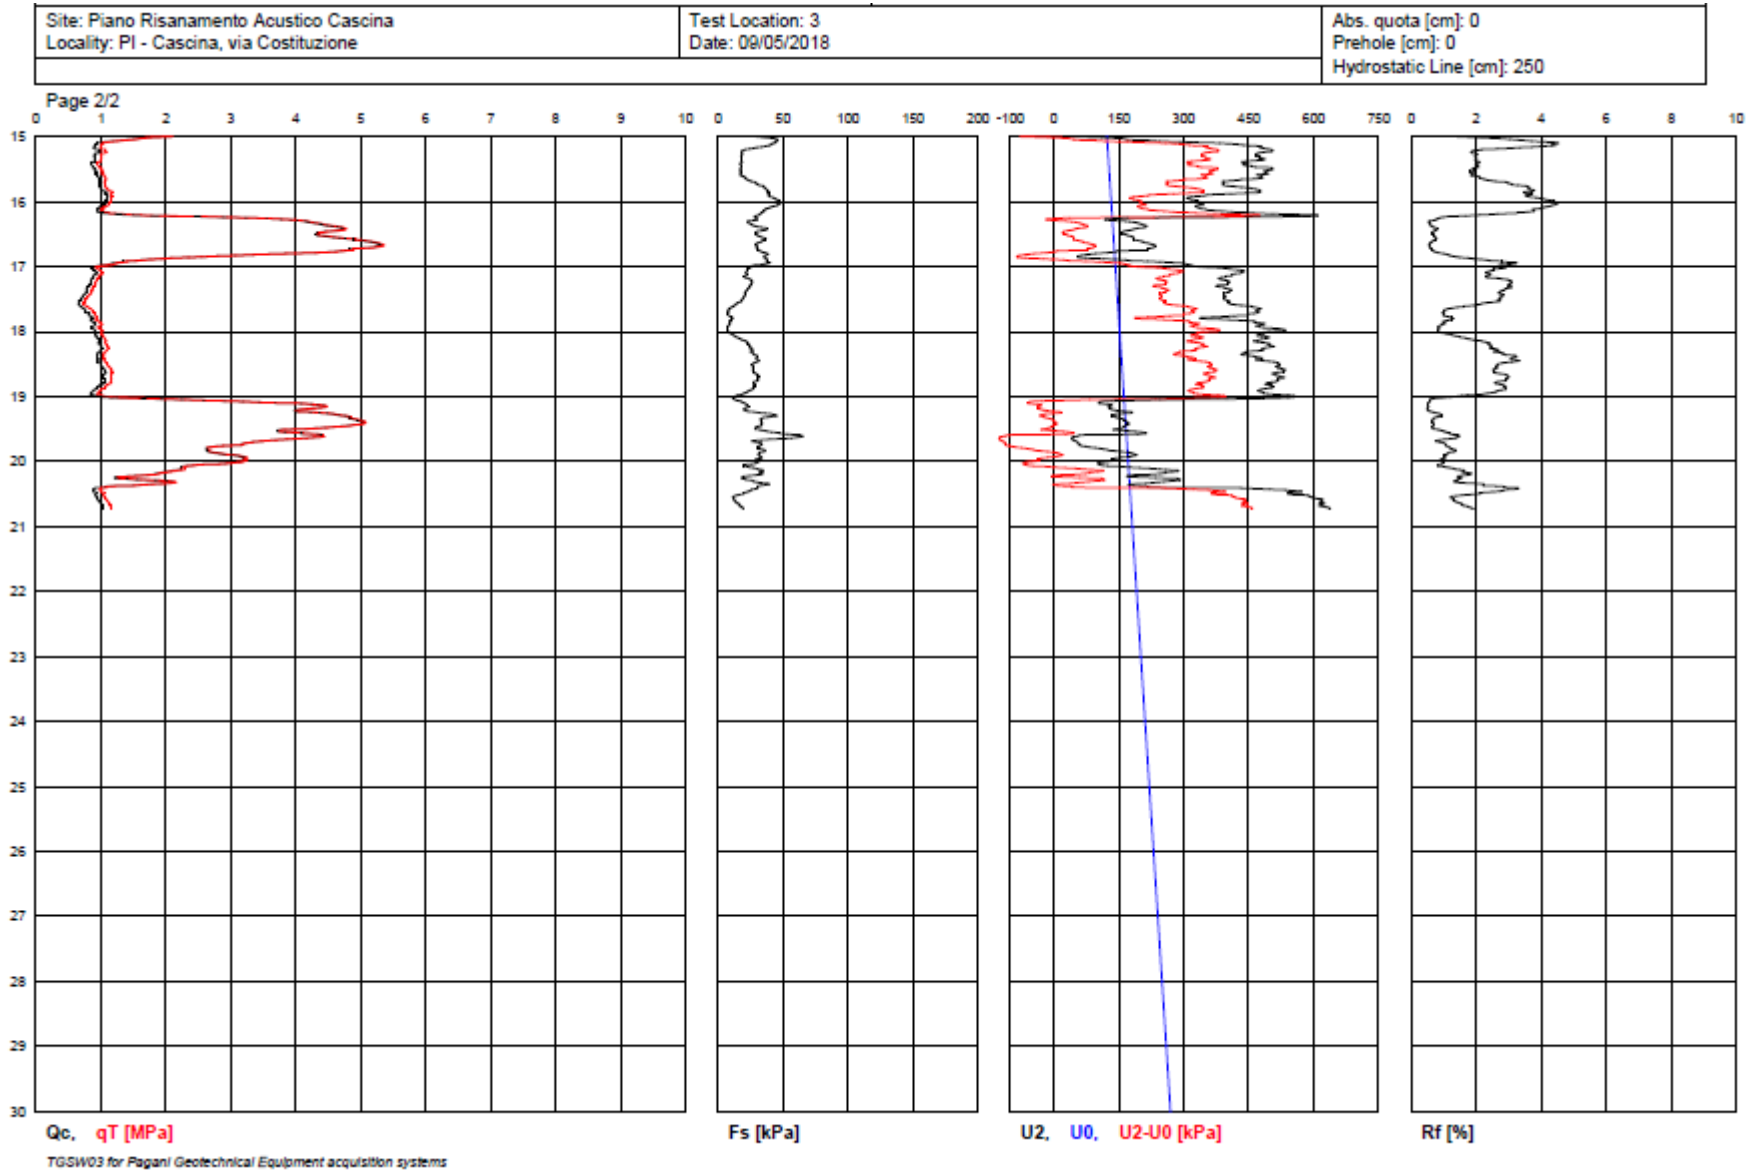 Site: Piano Risanamento Acustico Cascina
Locality: PI - Cascina, via Costituzione
Test Location: 3
Date: 09/05/2018
Abs. quota [cm]: 0
Prehole [cm]: 0
Hydrostatic Line [cm]: 250
Page 2/2
0 1 2 3 4 5 6 7 8 9 10 0 50 100 150 200 -100 0 150 300 450 600 750 0 2 4 6 8 10
15
16
17
18
19
20
21
22
23
24
25
26
27
28
29
30
Qc, qT [MPa] Fs [kPa] U2, U0, U2-U0 [kPa] Rf [%]
TGSW03 for Pagani Geotechnical Equipment acquisition systems